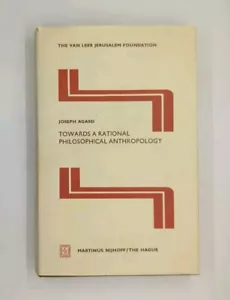 THE VAN LEER JERUSALEM FOUNDATION
JOSEPH AGASSI
TOWARDS A RATIONAL
PHILOSOPHICAL ANTHROPOLOGY
MARTINUS NIJHOFF/THE HAGUE